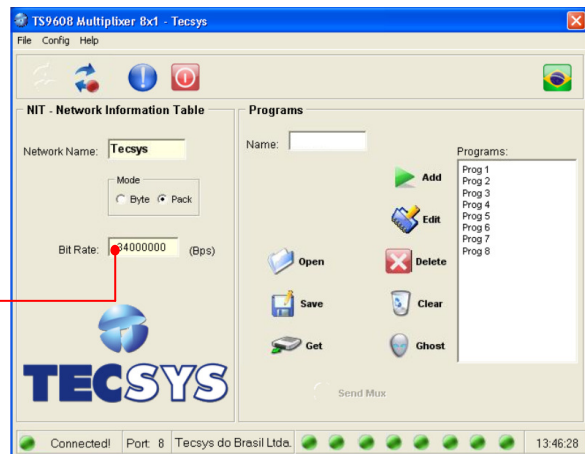 TS9608 Multiplixer 8x1 - Tecsys
File Config Help
NIT - Network Information Table
Network Name: Tecsys
Mode
Byte Pack
Bit Rate: 34000000 (Bps)
TECSYS
Programs
Name:
Add
Edit
Open
Delete
Save
Clear
Get
Ghost
Send Mux
Programs:
Prog 1
Prog 2
Prog 3
Prog 4
Prog 5
Prog 6
Prog 7
Prog 8
Connected! Port: 8 Tecsys do Brasil Ltda. 13:46:28